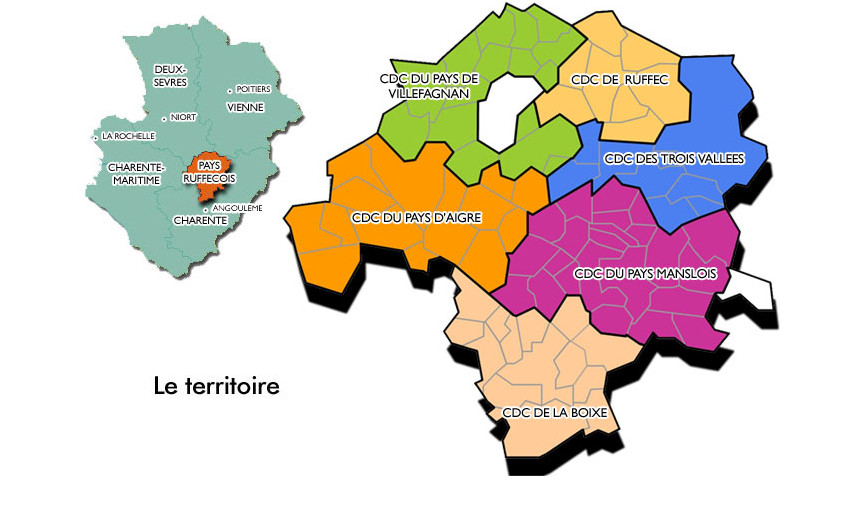 DEUX-
SEVRES
POITIERS
VIENNE
NIORT
LA ROCHELLE
CHARENTE-
MARITIME
PAYS
RUFFECOIS
ANGOULEME
CHARENTE
CDC DU PAYS DE
VILLEFAGNAN
CDC DE RUFFEC
CDC DES TROIS VALLEES
CDC DU PAYS D'AIGRE
CDC DU PAYS MANSLOIS
CDC DE LA BOIXE
Le territoire